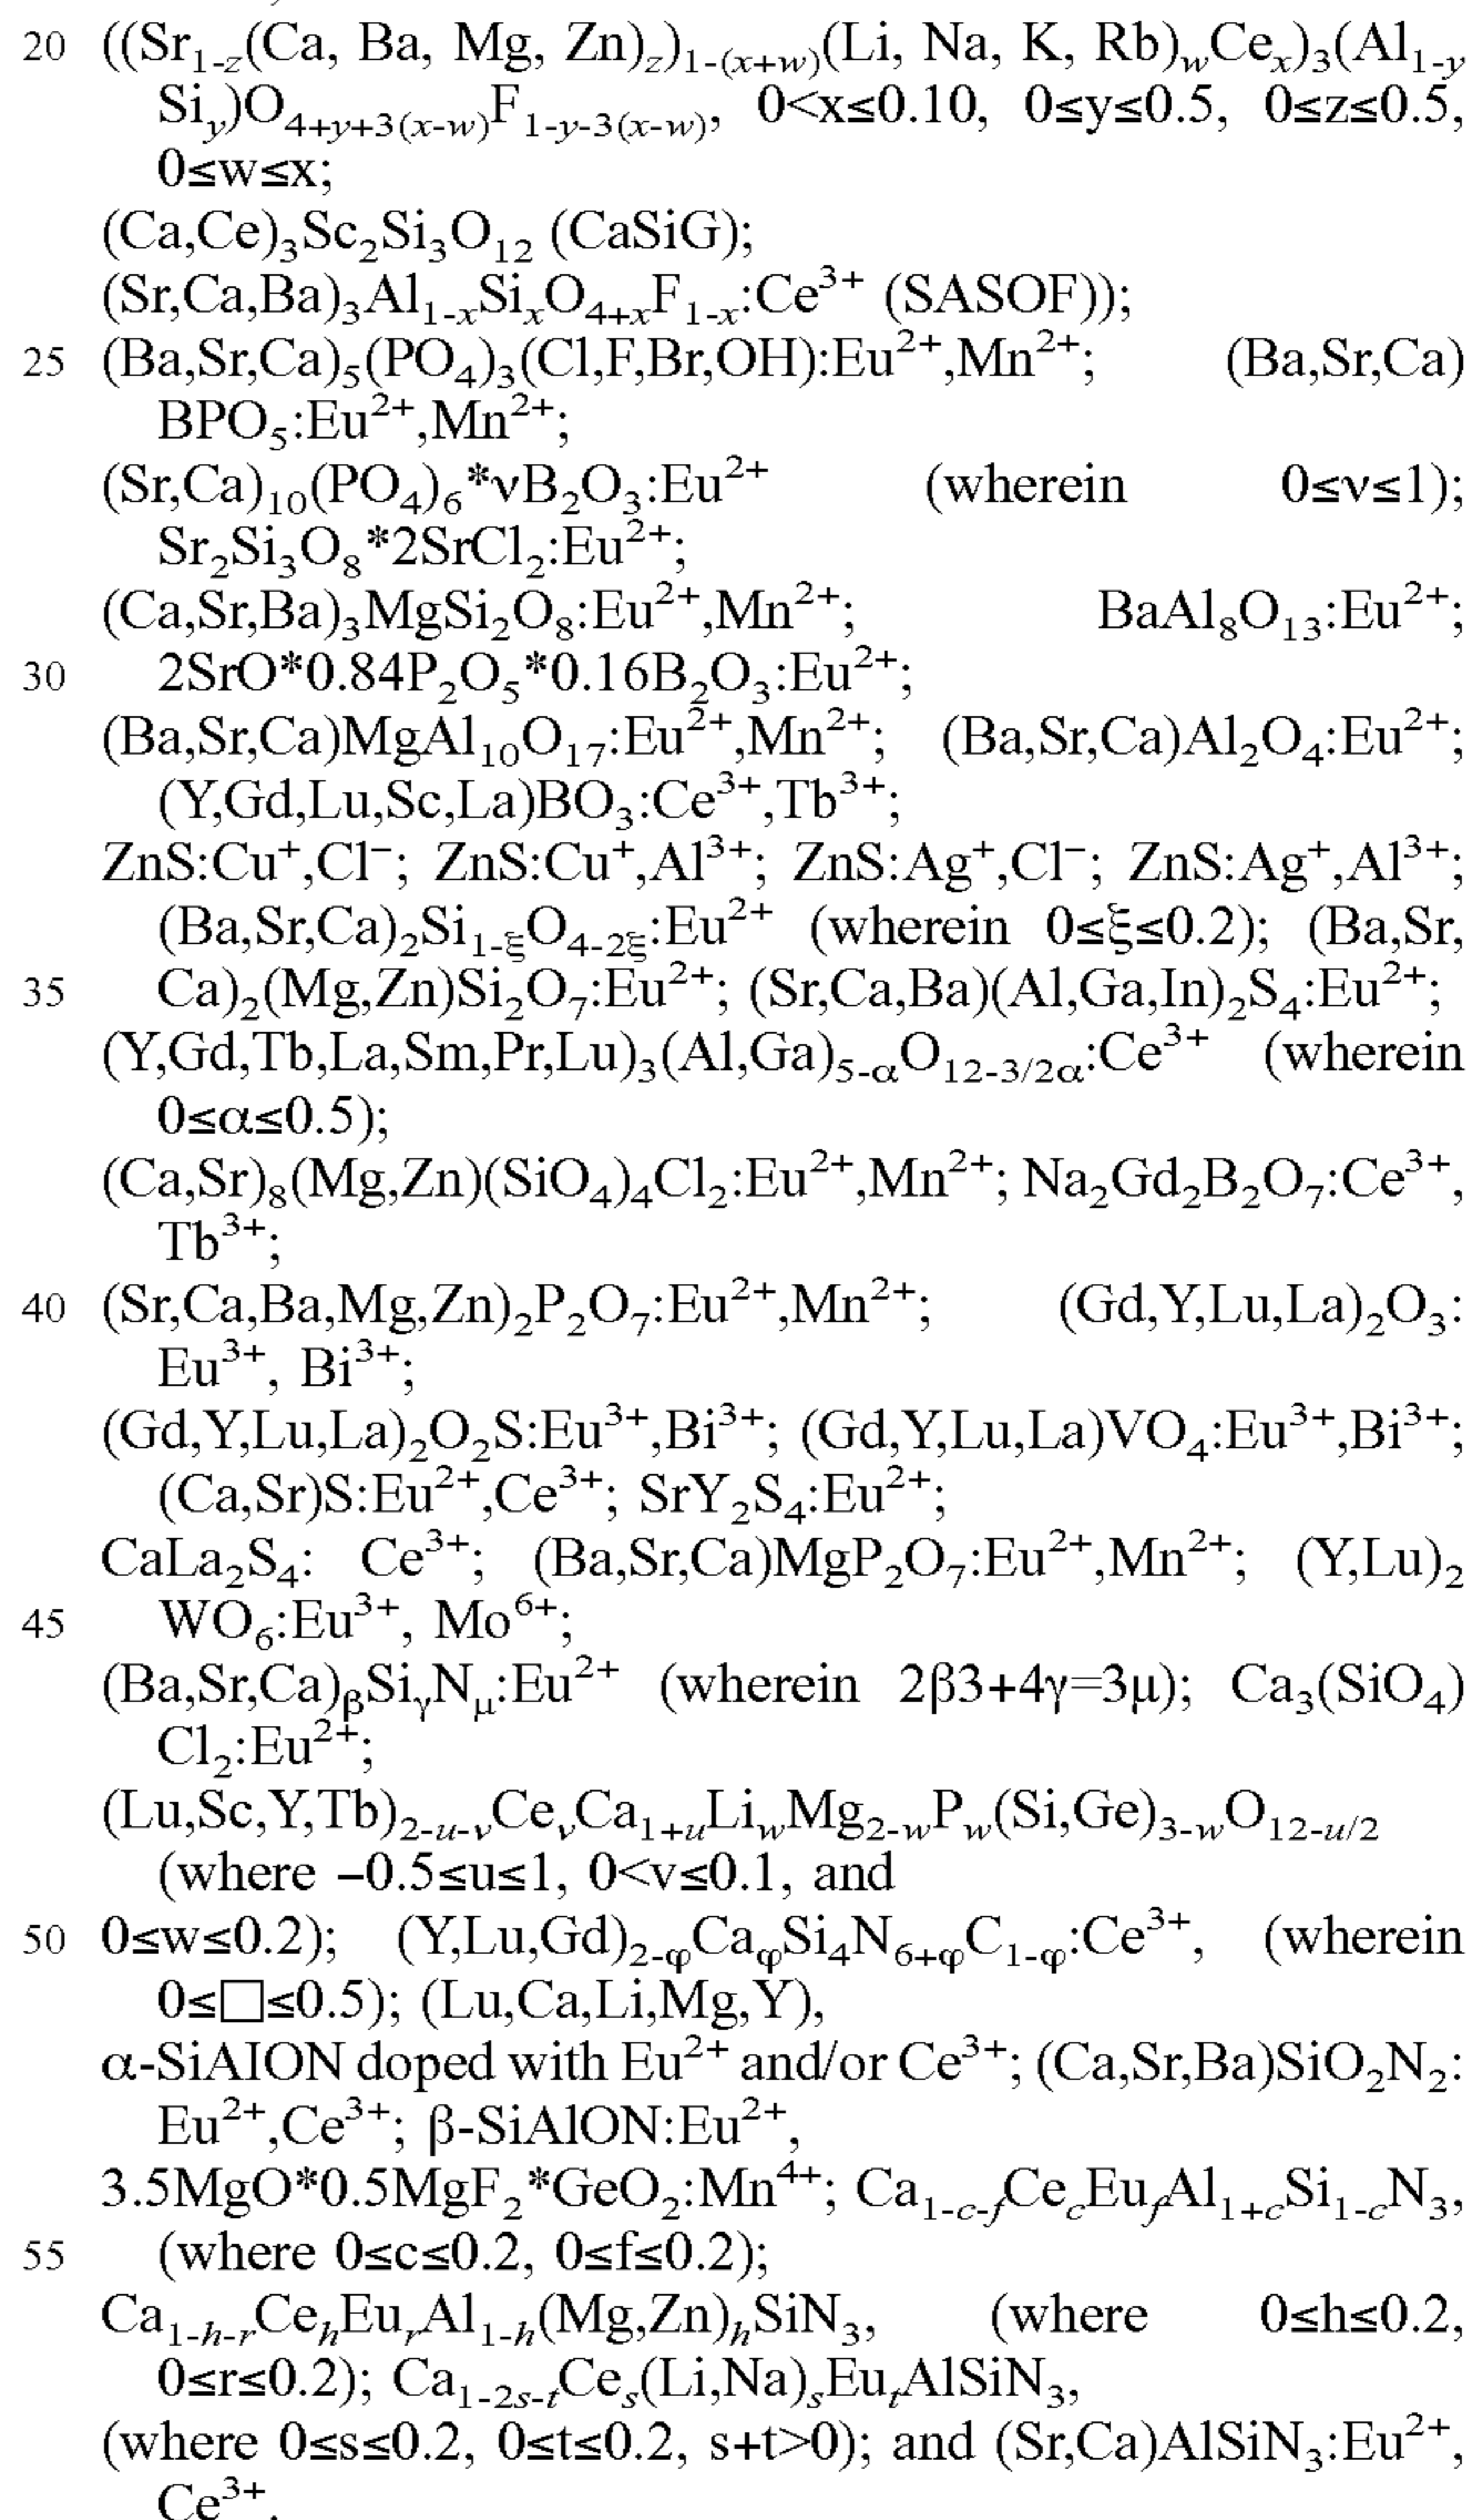 20 ((Sr₁₋z(Ca, Ba, Mg, Zn)z)₁₋(x+w)(Li, Na, K, Rb)wCex)₃(Al₁₋y
Siy)O₄₊y₊₃(x-w)F₁₋y₋₃(x-w), 0<x≤0.10, 0≤y≤0.5, 0≤z≤0.5,
0≤w≤x;
(Ca,Ce)₃Sc₂Si₃O₁₂ (CaSiG);
(Sr,Ca,Ba)₃Al₁₋ₓSiₓO₄₊ₓF₁₋ₓ:Ce³⁺ (SASOF));
25 (Ba,Sr,Ca)₅(PO₄)₃(Cl,F,Br,OH):Eu²⁺,Mn²⁺; (Ba,Sr,Ca)
BPO₅:Eu²⁺,Mn²⁺;
(Sr,Ca)₁₀(PO₄)₆*νB₂O₃:Eu²⁺ (wherein 0≤ν≤1);
Sr₂Si₃O₈*2SrCl₂:Eu²⁺;
(Ca,Sr,Ba)₃MgSi₂O₈:Eu²⁺,Mn²⁺; BaAl₈O₁₃:Eu²⁺;
30 2SrO*0.84P₂O₅*0.16B₂O₃:Eu²⁺;
(Ba,Sr,Ca)MgAl₁₀O₁₇:Eu²⁺,Mn²⁺; (Ba,Sr,Ca)Al₂O₄:Eu²⁺;
(Y,Gd,Lu,Sc,La)BO₃:Ce³⁺,Tb³⁺;
ZnS:Cu⁺,Cl⁻; ZnS:Cu⁺,Al³⁺; ZnS:Ag⁺,Cl⁻; ZnS:Ag⁺,Al³⁺;
(Ba,Sr,Ca)₂Si₁₋ξO₄₋₂ξ:Eu²⁺ (wherein 0≤ξ≤0.2); (Ba,Sr,
35 Ca)₂(Mg,Zn)Si₂O₇:Eu²⁺; (Sr,Ca,Ba)(Al,Ga,In)₂S₄:Eu²⁺;
(Y,Gd,Tb,La,Sm,Pr,Lu)₃(Al,Ga)₅₋αO₁₂₋₃/₂α:Ce³⁺ (wherein
0≤α≤0.5);
(Ca,Sr)₈(Mg,Zn)(SiO₄)₄Cl₂:Eu²⁺,Mn²⁺; Na₂Gd₂B₂O₇:Ce³⁺,
Tb³⁺;
40 (Sr,Ca,Ba,Mg,Zn)₂P₂O₇:Eu²⁺,Mn²⁺; (Gd,Y,Lu,La)₂O₃:
Eu³⁺, Bi³⁺;
(Gd,Y,Lu,La)₂O₂S:Eu³⁺,Bi³⁺; (Gd,Y,Lu,La)VO₄:Eu³⁺,Bi³⁺;
(Ca,Sr)S:Eu²⁺,Ce³⁺; SrY₂S₄:Eu²⁺;
CaLa₂S₄: Ce³⁺; (Ba,Sr,Ca)MgP₂O₇:Eu²⁺,Mn²⁺; (Y,Lu)₂
45 WO₆:Eu³⁺, Mo⁶⁺;
(Ba,Sr,Ca)βSiγNμ:Eu²⁺ (wherein 2β3+4γ=3μ); Ca₃(SiO₄)
Cl₂:Eu²⁺;
(Lu,Sc,Y,Tb)₂₋u₋vCevCa₁₊uLiwMg₂₋wPw(Si,Ge)₃₋wO₁₂₋u/₂
(where −0.5≤u≤1, 0<v≤0.1, and
50 0≤w≤0.2); (Y,Lu,Gd)₂₋φCaφSi₄N₆₊φC₁₋φ:Ce³⁺, (wherein
0≤□≤0.5); (Lu,Ca,Li,Mg,Y),
α-SiAION doped with Eu²⁺ and/or Ce³⁺; (Ca,Sr,Ba)SiO₂N₂:
Eu²⁺,Ce³⁺; β-SiAlON:Eu²⁺,
3.5MgO*0.5MgF₂*GeO₂:Mn⁴⁺; Ca₁₋c₋fCecEufAl₁₊cSi₁₋cN₃,
55 (where 0≤c≤0.2, 0≤f≤0.2);
Ca₁₋h₋rCehEurAl₁₋h(Mg,Zn)hSiN₃, (where 0≤h≤0.2,
0≤r≤0.2); Ca₁₋₂s₋tCes(Li,Na)sEutAlSiN₃,
(where 0≤s≤0.2, 0≤t≤0.2, s+t>0); and (Sr,Ca)AlSiN₃:Eu²⁺,
Ce³⁺.